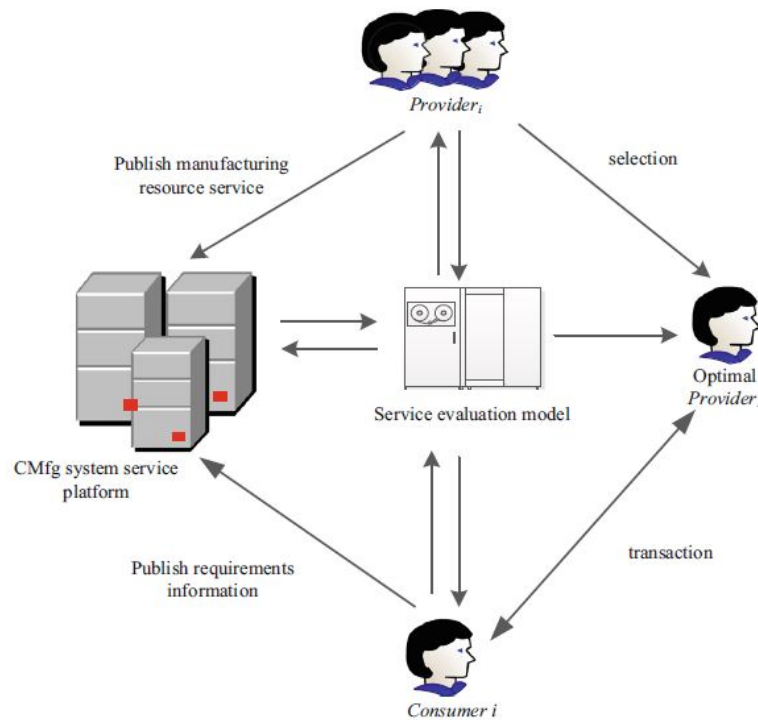 Provider i
Publish manufacturing
resource service
selection
Service evaluation model
Optimal
Provider
CMfg system service
platform
Publish requirements
information
transaction
Consumer i